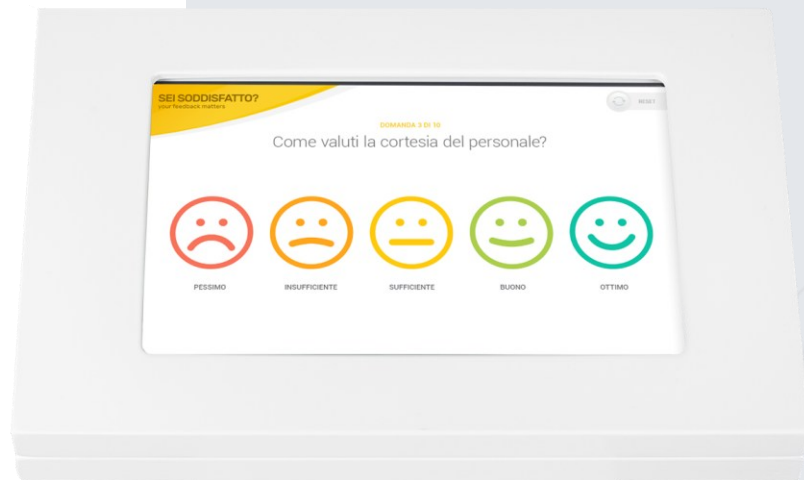 SEI SODDISFATTO?
your feedback matters
RESET
DOMANDA 3 DI 10
Come valuti la cortesia del personale?
PESSIMO
INSUFFICIENTE
SUFFICIENTE
BUONO
OTTIMO